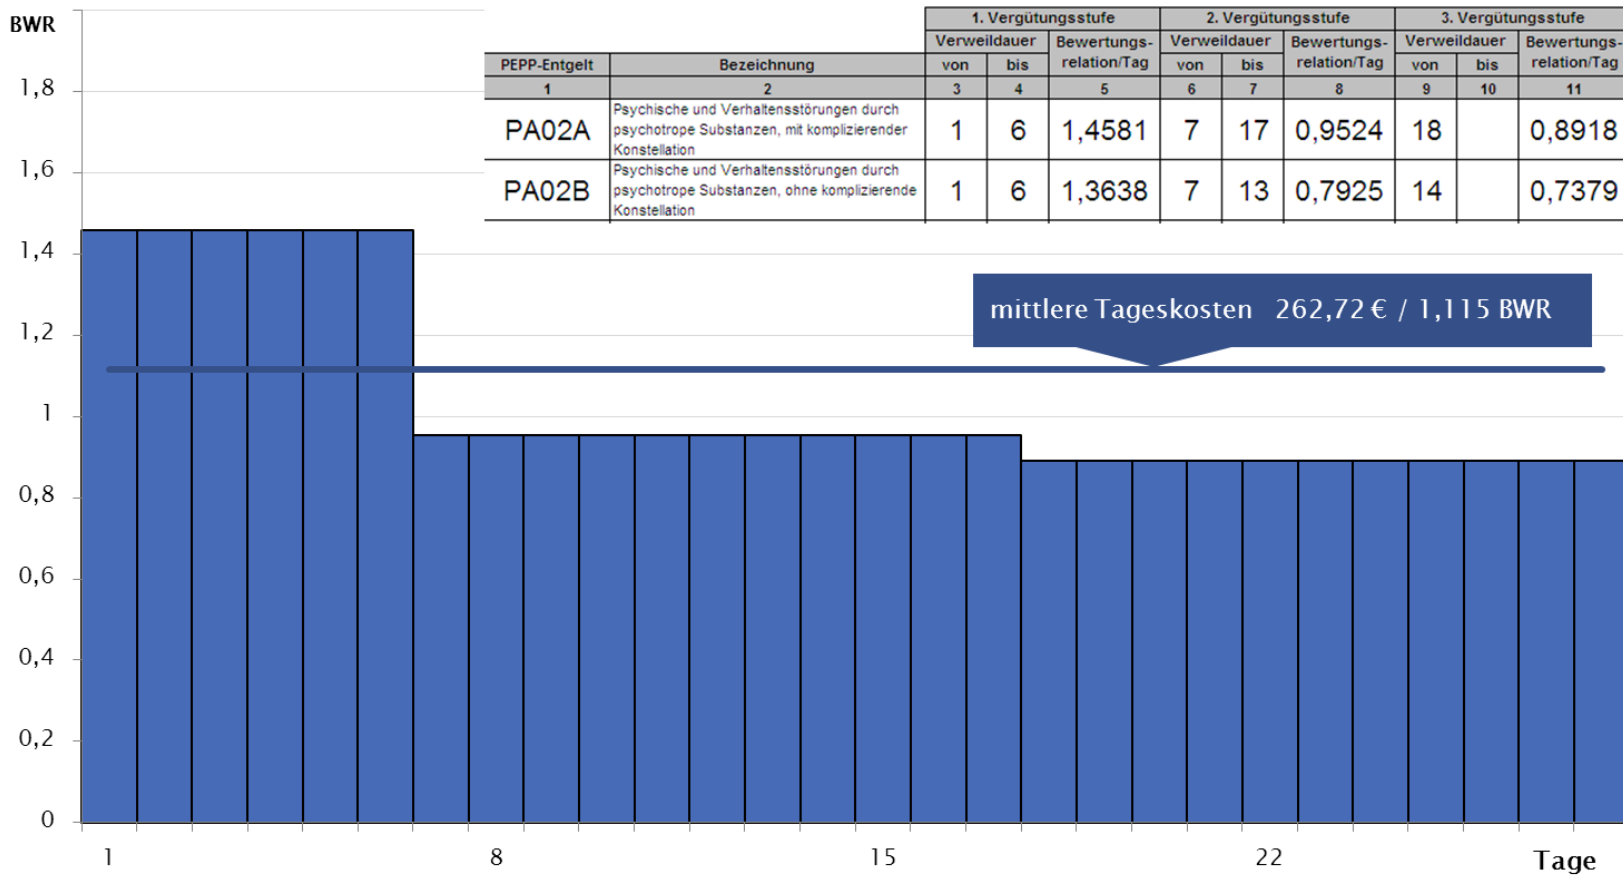 BWR
1. Vergütungsstufe 2. Vergütungsstufe 3. Vergütungsstufe
Verweildauer Bewertungs- Verweildauer Bewertungs- Verweildauer Bewertungs-
PEPP-Entgelt Bezeichnung von bis relation/Tag von bis relation/Tag von bis relation/Tag
1 2 3 4 5 6 7 8 9 10 11
PA02A Psychische und Verhaltensstörungen durch
psychotrope Substanzen, mit komplizierender
Konstellation
1 6 1,4581 7 17 0,9524 18 0,8918
PA02B Psychische und Verhaltensstörungen durch
psychotrope Substanzen, ohne komplizierende
Konstellation
1 6 1,3638 7 13 0,7925 14 0,7379
mittlere Tageskosten 262,72 € / 1,115 BWR
1,8
1,6
1,4
1,2
1
0,8
0,6
0,4
0,2
0
1 8 15 22 Tage